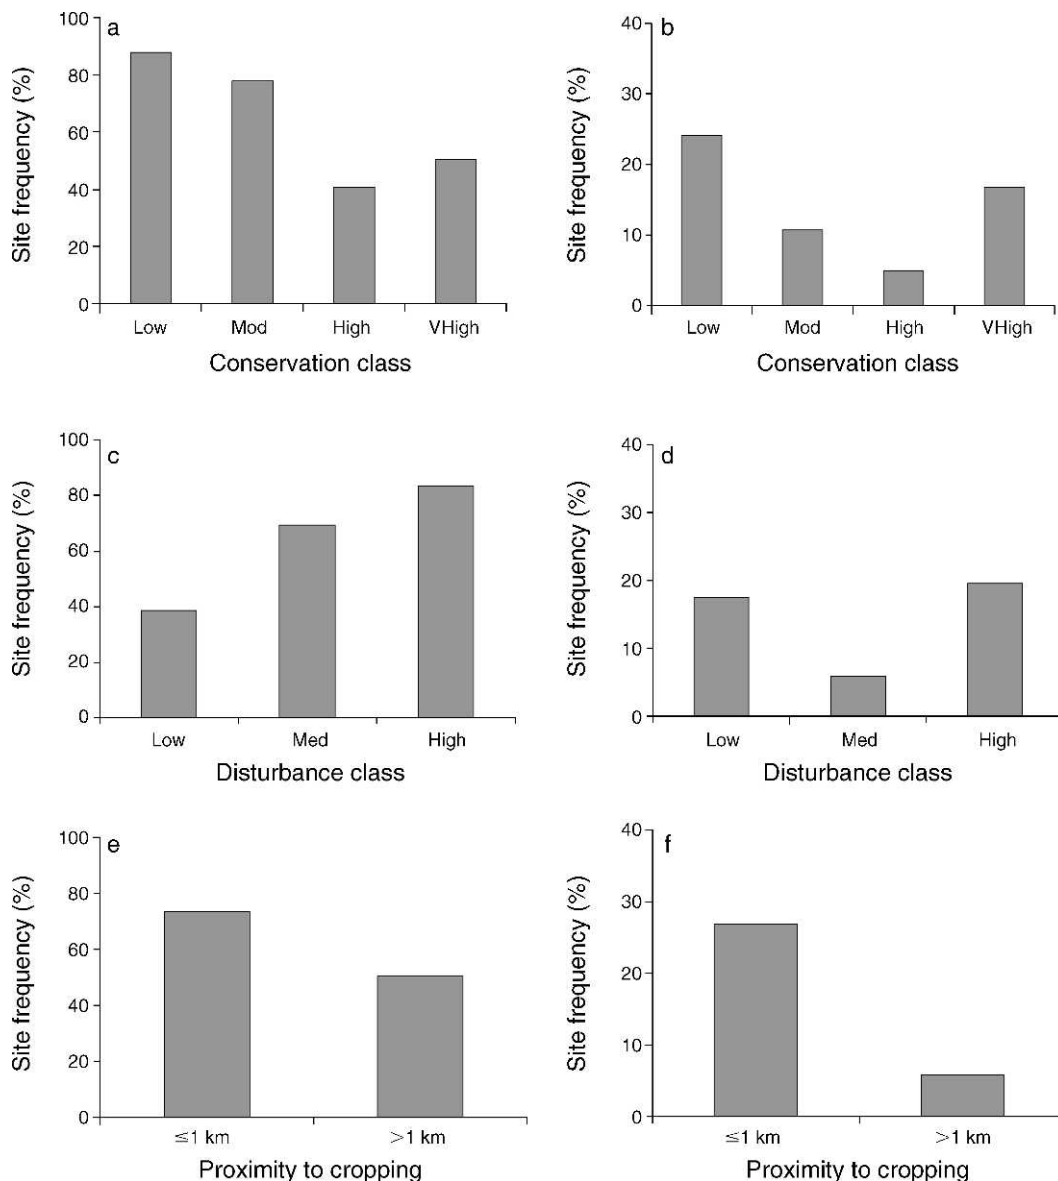 a
100
80
60
40
20
0
Site frequency (%)
Low Mod High VHigh
Conservation class
b
40
30
20
10
0
Site frequency (%)
Low Mod High VHigh
Conservation class
c
100
80
60
40
20
0
Site frequency (%)
Low Med High
Disturbance class
d
40
30
20
10
0
Site frequency (%)
Low Med High
Disturbance class
e
100
80
60
40
20
0
Site frequency (%)
≤1 km >1 km
Proximity to cropping
f
40
30
20
10
0
Site frequency (%)
≤1 km >1 km
Proximity to cropping